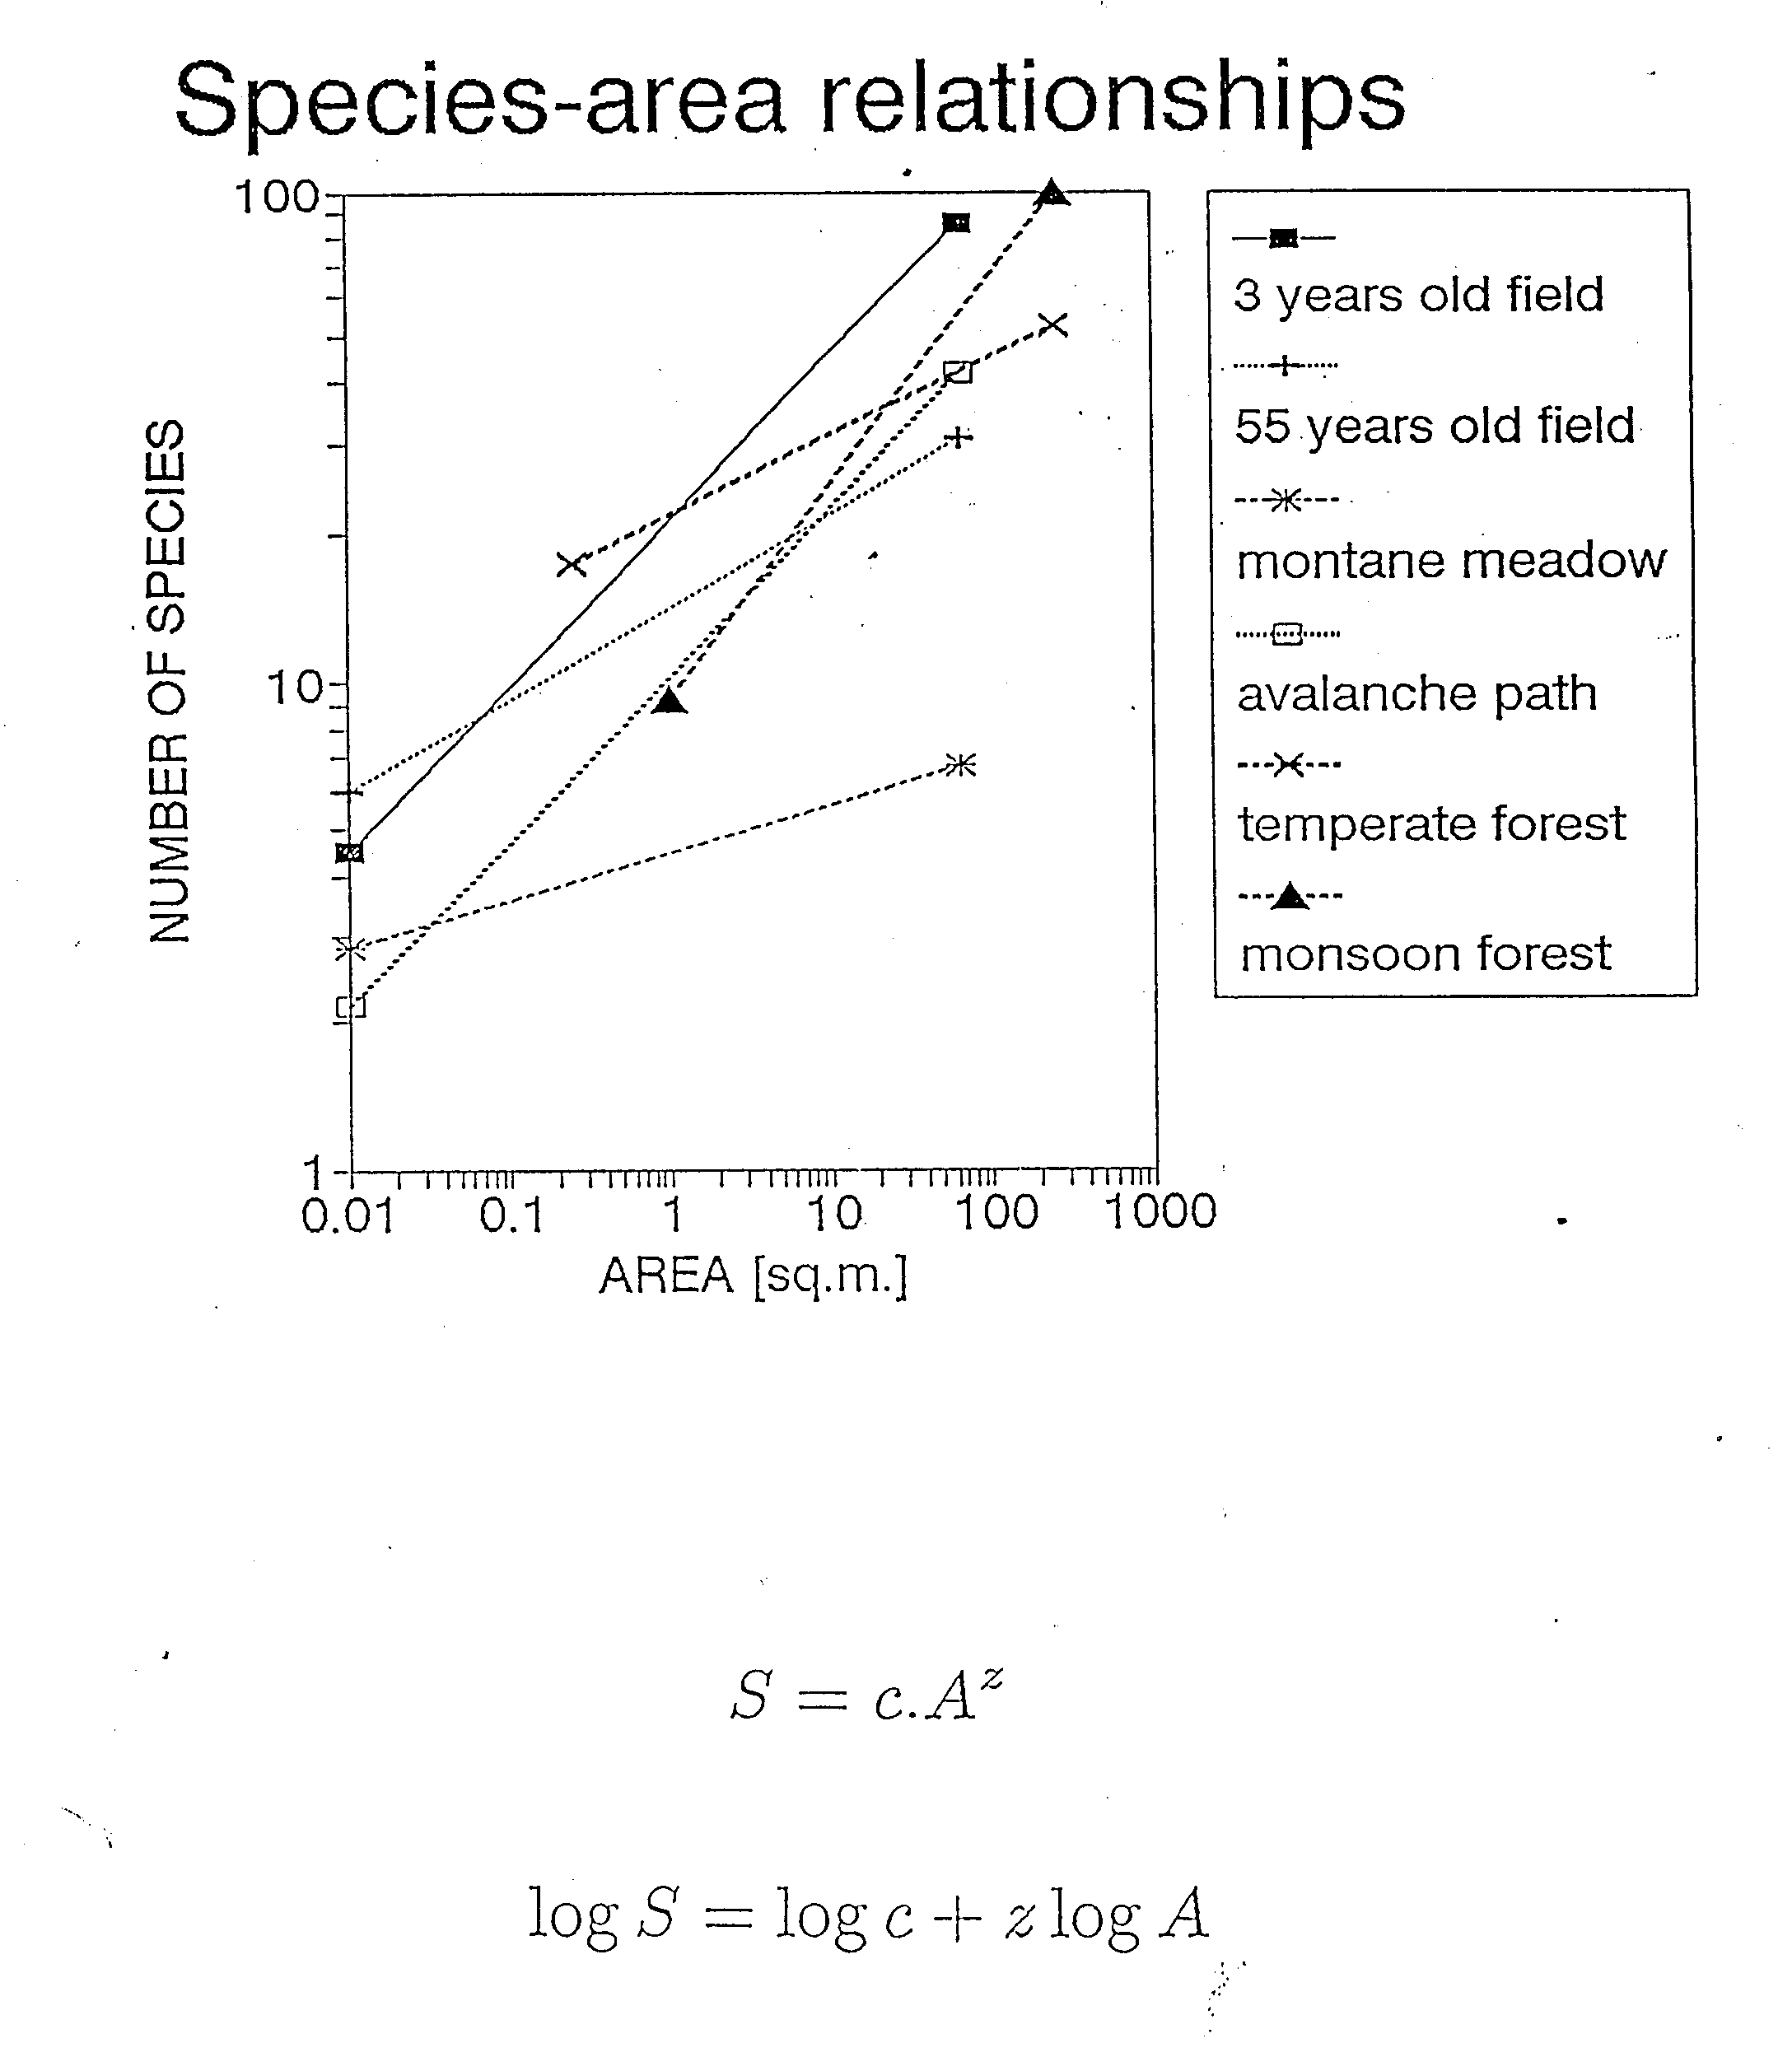 Species-area relationships
100
10
1
NUMBER OF SPECIES
0.01 0.1 1 10 100 1000
AREA [sq.m.]
3 years old field
55 years old field
montane meadow
avalanche path
temperate forest
monsoon forest
S = c.A^z
log S = log c + z log A